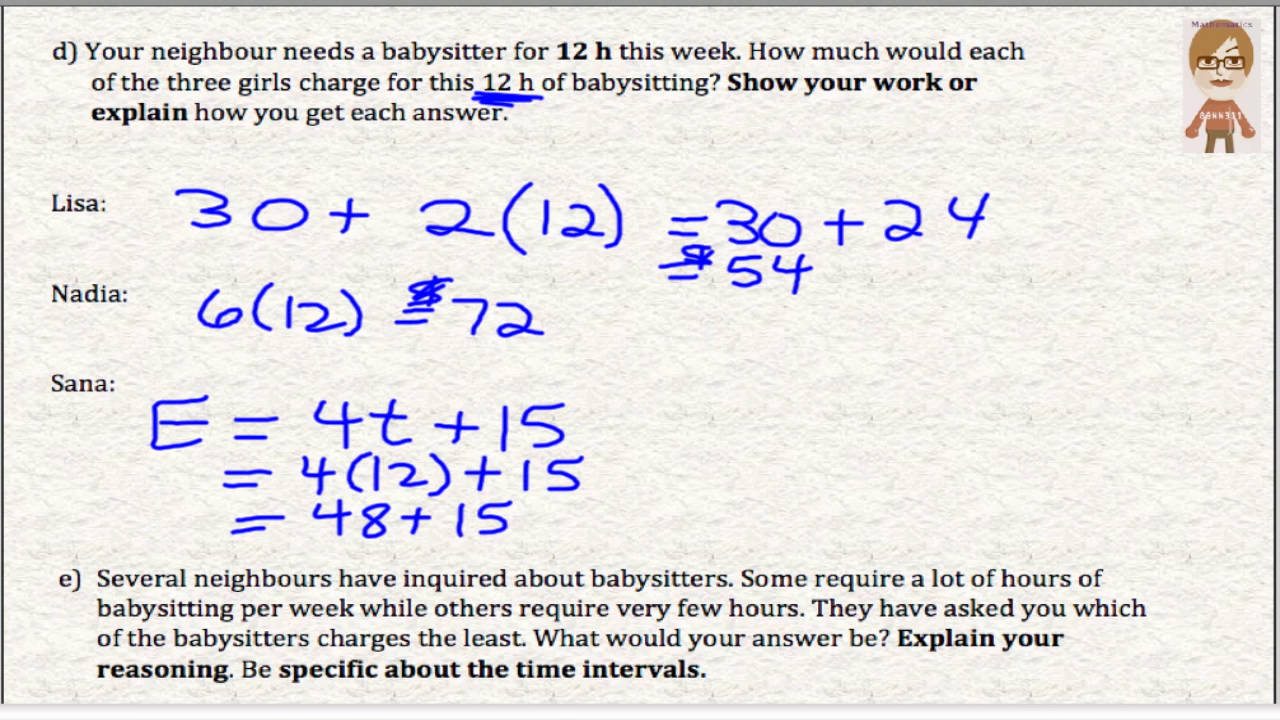 Mathematics
d) Your neighbour needs a babysitter for 12 h this week. How much would each
of the three girls charge for this 12 h of babysitting? Show your work or
explain how you get each answer.
Lisa: 30 + 2(12) = 30 + 24
= $54
Nadia: 6(12) = $72
Sana:
E = 4t + 15
= 4(12) + 15
= 48 + 15
e) Several neighbours have inquired about babysitters. Some require a lot of hours of
babysitting per week while others require very few hours. They have asked you which
of the babysitters charges the least. What would your answer be? Explain your
reasoning. Be specific about the time intervals.